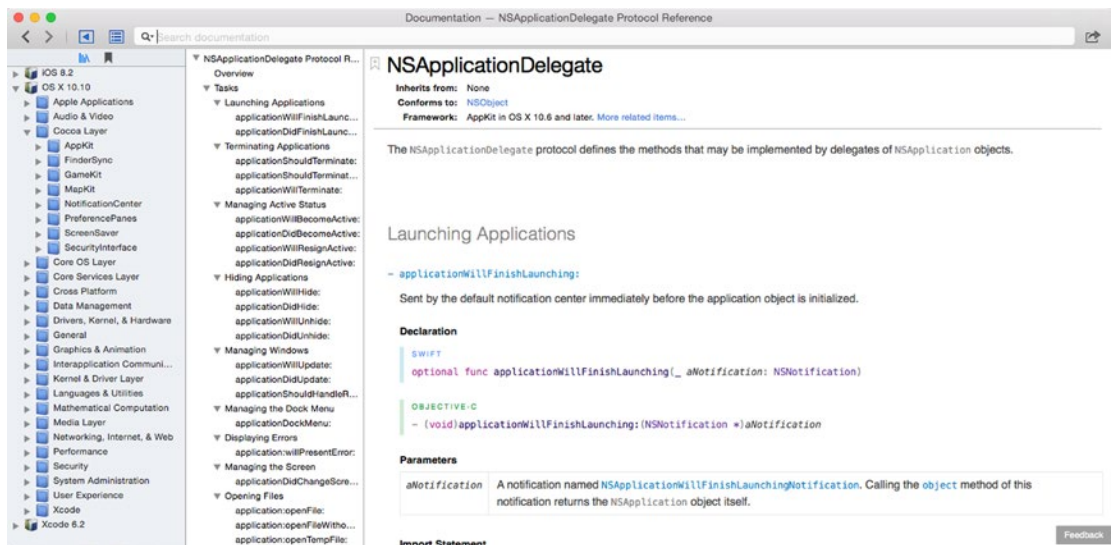 Documentation — NSApplicationDelegate Protocol Reference
Search documentation
iOS 8.2
OS X 10.10
Apple Applications
Audio & Video
Cocoa Layer
AppKit
FinderSync
GameKit
MapKit
NotificationCenter
PreferencePanes
ScreenSaver
SecurityInterface
Core OS Layer
Core Services Layer
Cross Platform
Data Management
Drivers, Kernel, & Hardware
General
Graphics & Animation
Interapplication Communi...
Kernel & Driver Layer
Languages & Utilities
Mathematical Computation
Media Layer
Networking, Internet, & Web
Performance
Security
System Administration
User Experience
Xcode
Xcode 6.2
NSApplicationDelegate Protocol R...
Overview
Tasks
Launching Applications
applicationWillFinishLaunc...
applicationDidFinishLaunc...
Terminating Applications
applicationShouldTerminate:
applicationShouldTerminat...
applicationWillTerminate:
Managing Active Status
applicationWillBecomeActive:
applicationDidBecomeActive:
applicationWillResignActive:
applicationDidResignActive:
Hiding Applications
applicationWillHide:
applicationDidHide:
applicationWillUnhide:
applicationDidUnhide:
Managing Windows
applicationWillUpdate:
applicationDidUpdate:
applicationShouldHandleR...
Managing the Dock Menu
applicationDockMenu:
Displaying Errors
application:willPresentError:
Managing the Screen
applicationDidChangeScre...
Opening Files
application:openFile:
application:openFileWitho...
application:openTempFile:
NSApplicationDelegate
Inherits from: None
Conforms to: NSObject
Framework: AppKit in OS X 10.6 and later. More related items...
The NSApplicationDelegate protocol defines the methods that may be implemented by delegates of NSApplication objects.
Launching Applications
– applicationWillFinishLaunching:
Sent by the default notification center immediately before the application object is initialized.
Declaration
SWIFT
optional func applicationWillFinishLaunching(_ aNotification: NSNotification)
OBJECTIVE-C
– (void)applicationWillFinishLaunching:(NSNotification *)aNotification
Parameters
aNotification A notification named NSApplicationWillFinishLaunchingNotification. Calling the object method of this
notification returns the NSApplication object itself.
Import Statement
Feedback